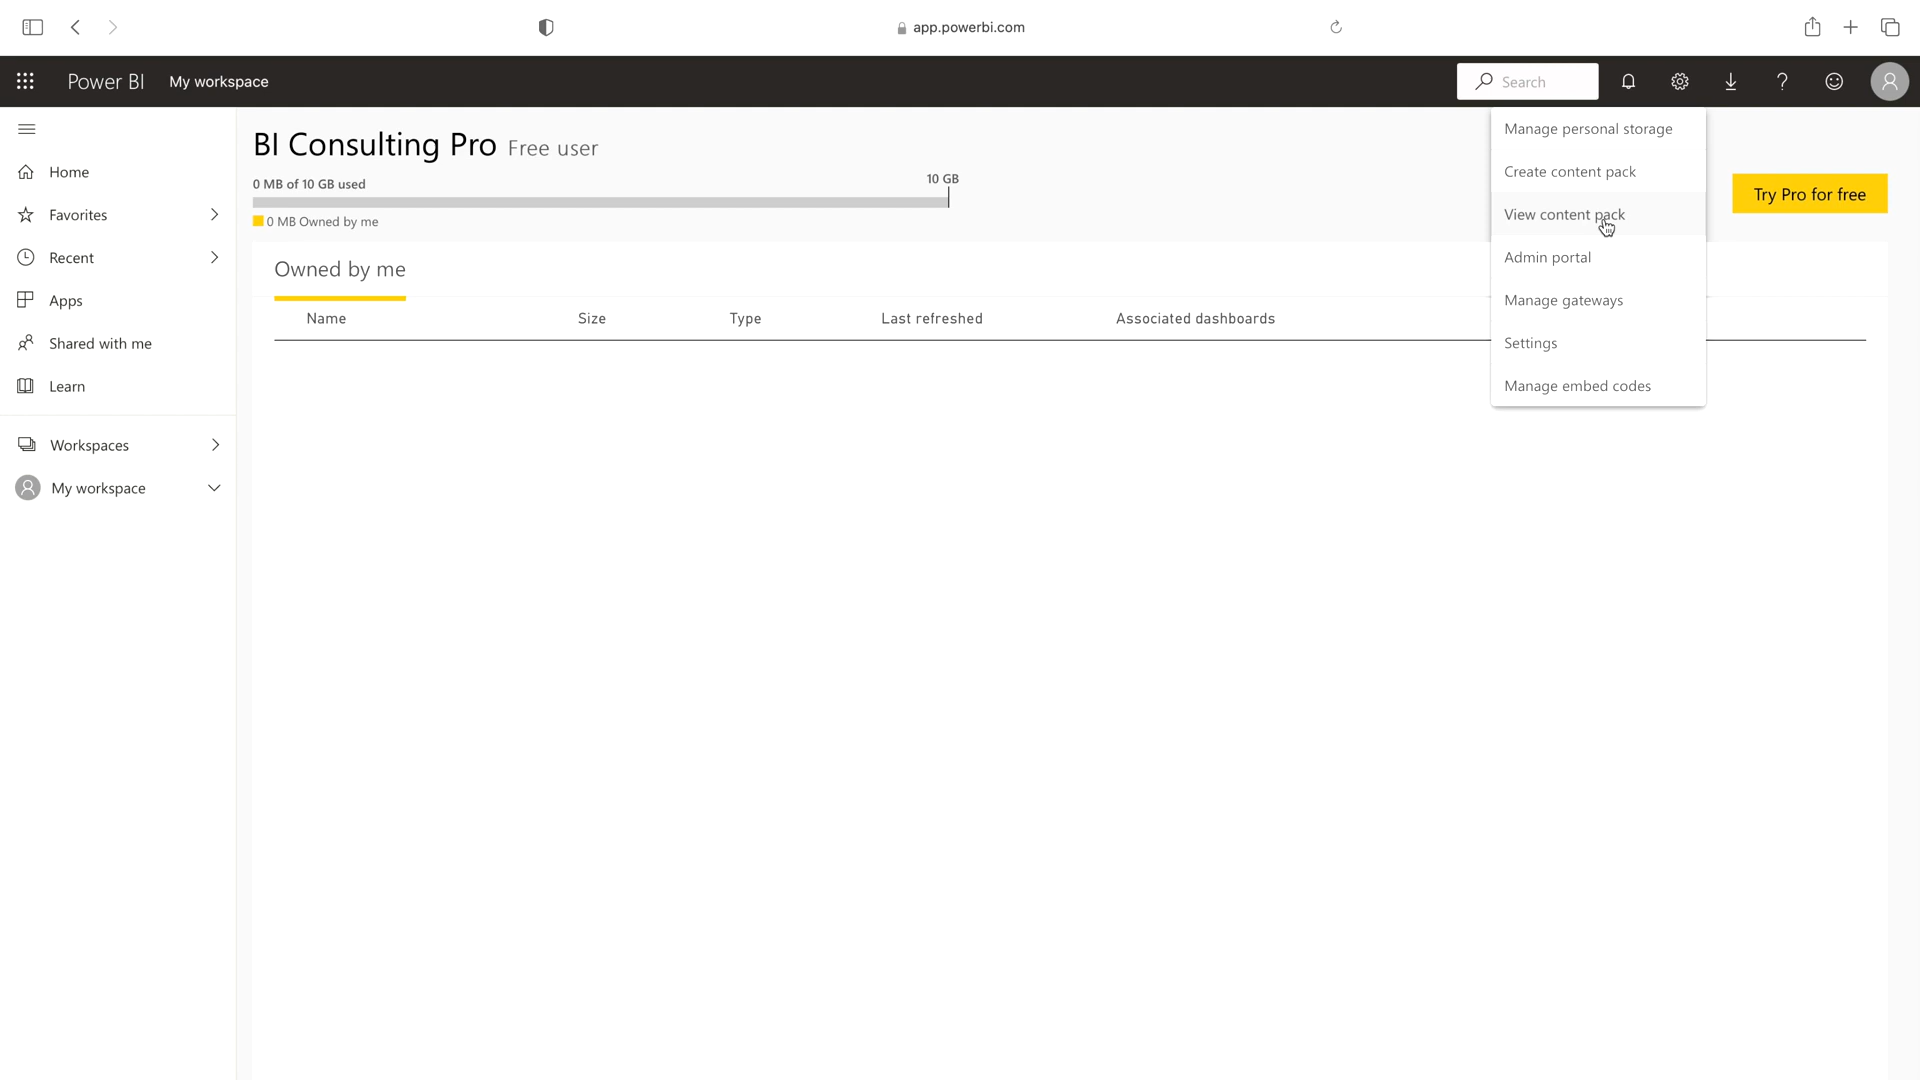 app.powerbi.com
Power BI My workspace Search
BI Consulting Pro Free user
0 MB of 10 GB used 10 GB
0 MB Owned by me
Try Pro for free
Manage personal storage
Create content pack
View content pack
Admin portal
Manage gateways
Settings
Manage embed codes
Home
Favorites
Recent
Apps
Shared with me
Learn
Workspaces
My workspace
Owned by me
Name Size Type Last refreshed Associated dashboards